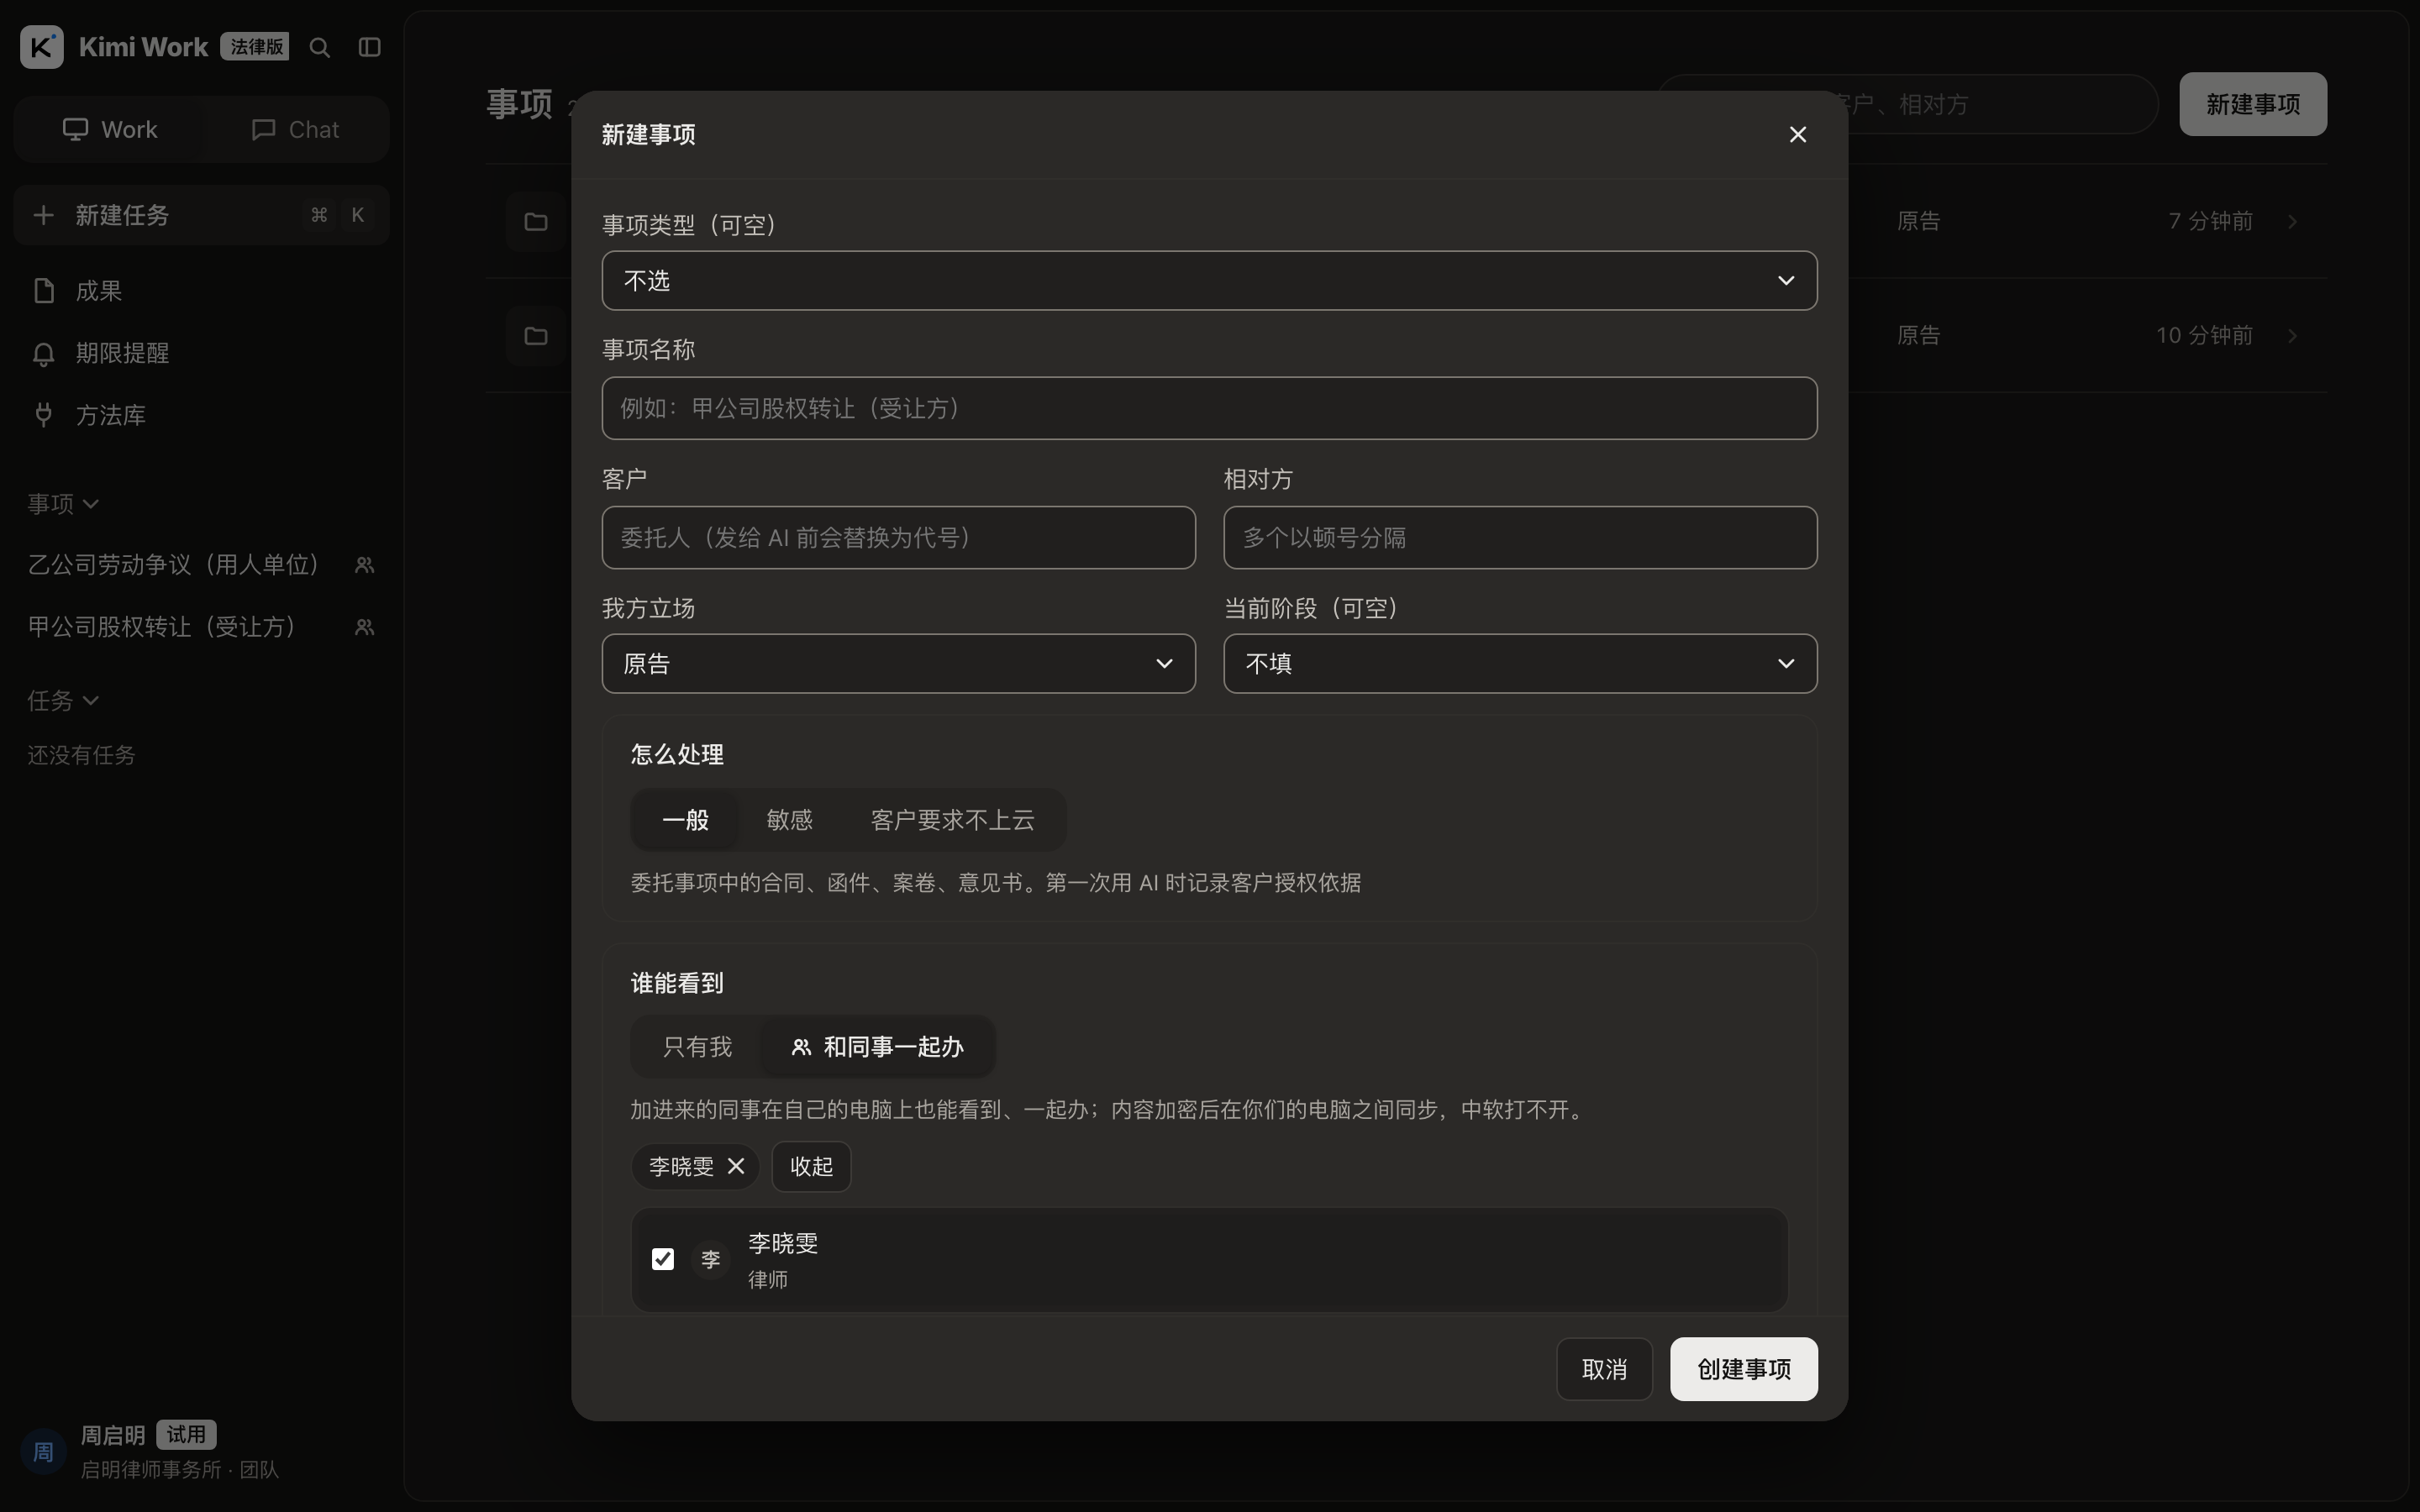 Kimi Work 法律版
Work
Chat
新建任务 ⌘ K
成果
期限提醒
方法库
事项
乙公司劳动争议（用人单位）
甲公司股权转让（受让方）
任务
还没有任务
周启明 试用
启明律师事务所 · 团队
事项
客户、相对方
新建事项
原告 7 分钟前
原告 10 分钟前
新建事项
事项类型（可空）
不选
事项名称
例如：甲公司股权转让（受让方）
客户 相对方
委托人（发给 AI 前会替换为代号） 多个以顿号分隔
我方立场 当前阶段（可空）
原告 不填
怎么处理
一般 敏感 客户要求不上云
委托事项中的合同、函件、案卷、意见书。第一次用 AI 时记录客户授权依据
谁能看到
只有我 和同事一起办
加进来的同事在自己的电脑上也能看到、一起办；内容加密后在你们的电脑之间同步，中软打不开。
李晓雯 收起
李 李晓雯
律师
取消 创建事项
周